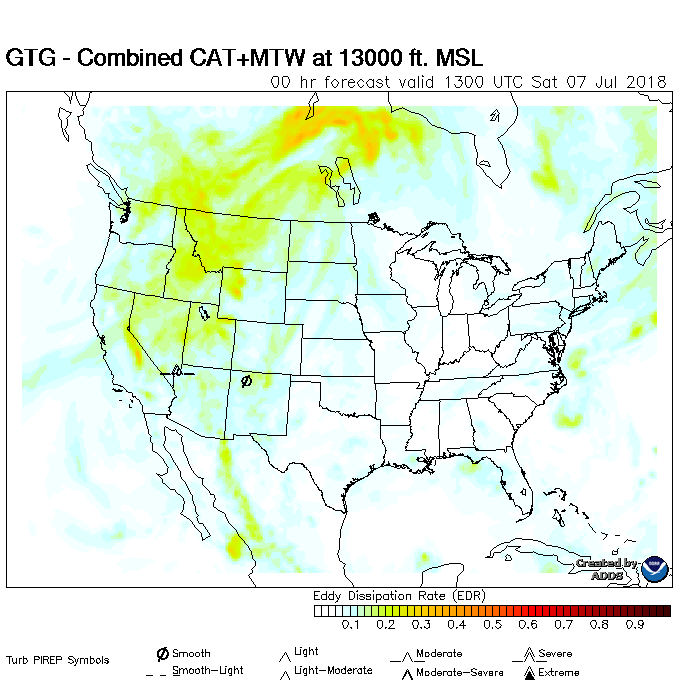 GTG - Combined CAT+MTW at 13000 ft. MSL
00 hr forecast valid 1300 UTC Sat 07 Jul 2018
Created by
ADDS
Eddy Dissipation Rate (EDR)
0.1 0.2 0.3 0.4 0.5 0.6 0.7 0.8 0.9
Turb PIREP Symbols
Smooth Light Moderate Severe
Smooth-Light Light-Moderate Moderate-Severe Extreme